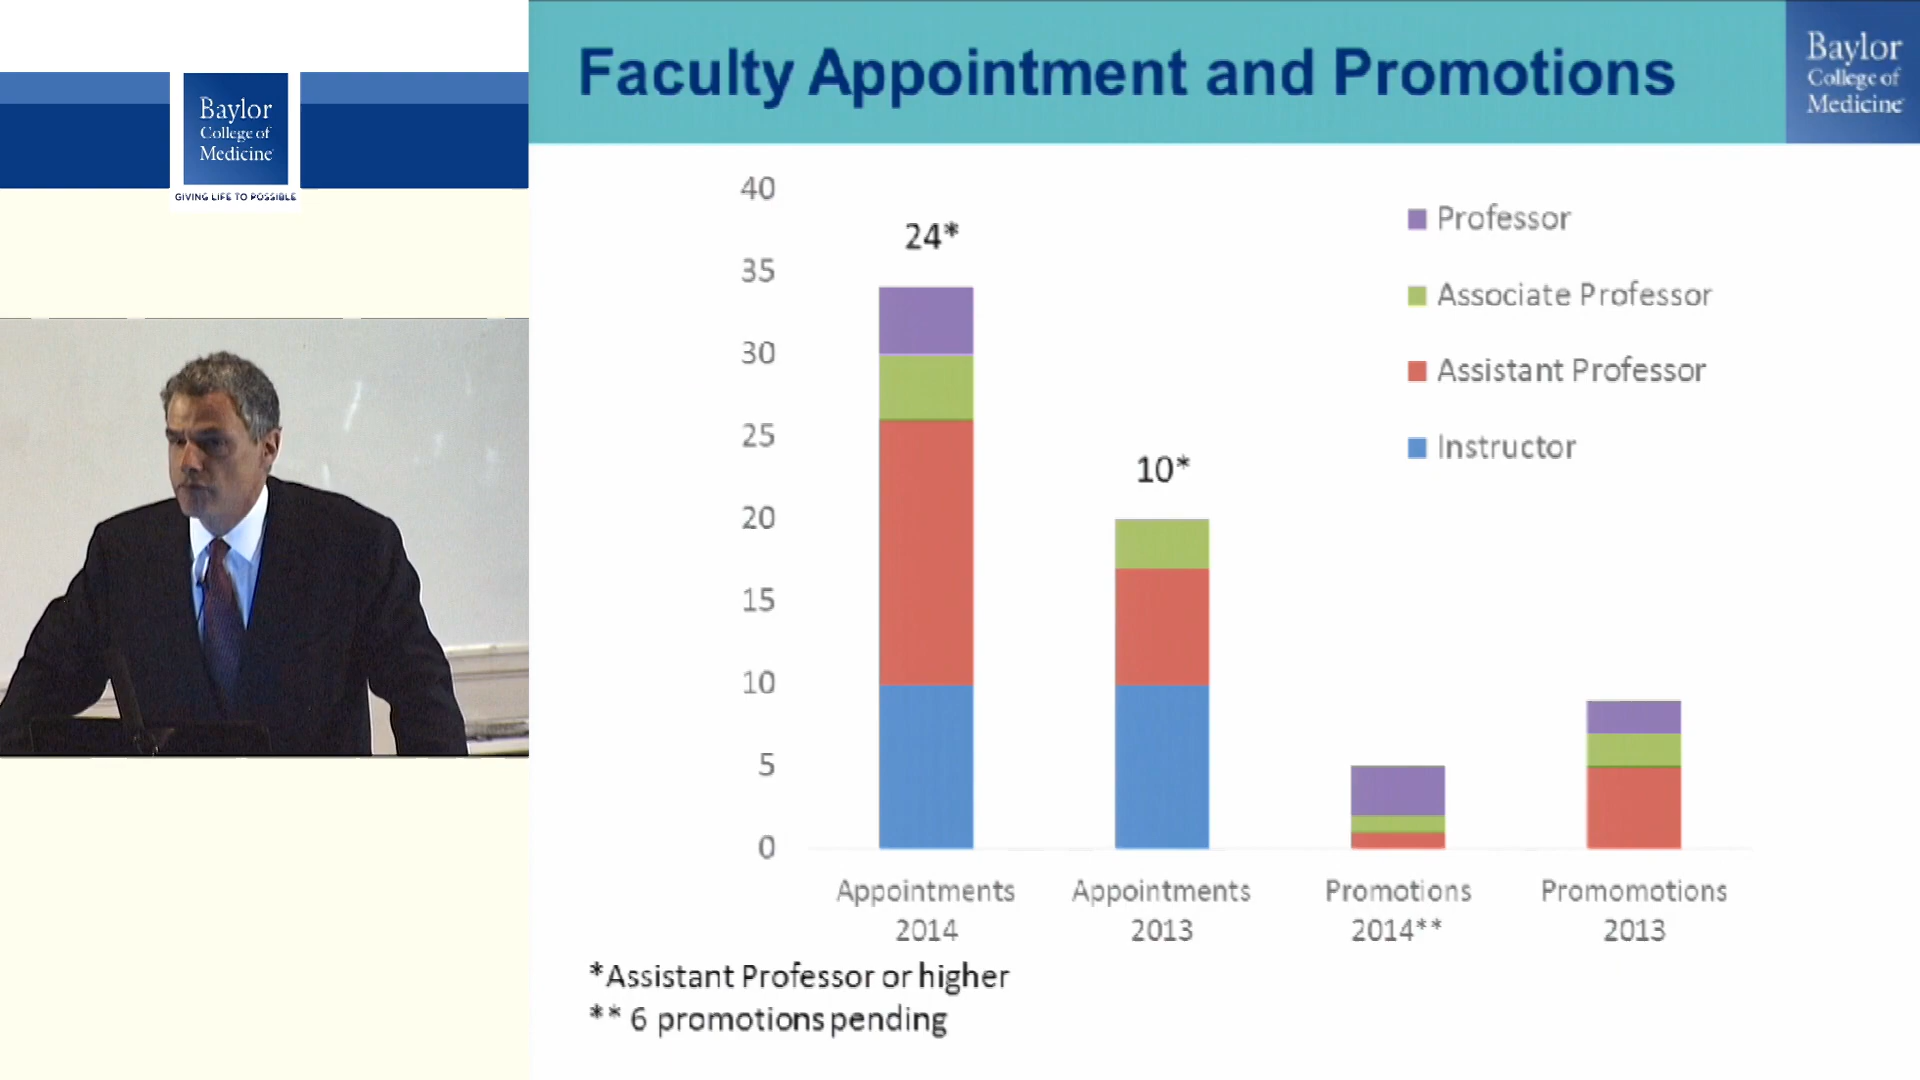 Baylor
College of
Medicine
GIVING LIFE TO POSSIBLE
Faculty Appointment and Promotions
Baylor
College of
Medicine
40
35
30
25
20
15
10
5
0
24*
10*
Professor
Associate Professor
Assistant Professor
Instructor
Appointments
2014
Appointments
2013
Promotions
2014**
Promomotions
2013
*Assistant Professor or higher
** 6 promotions pending